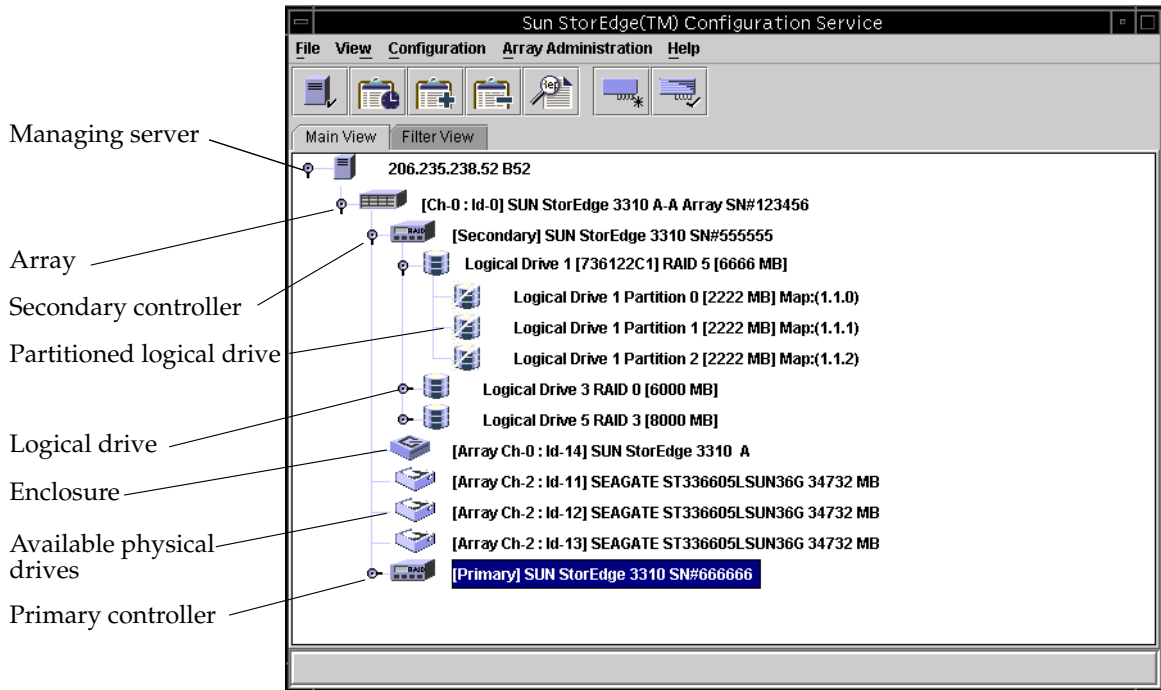 Sun StorEdge(TM) Configuration Service
File View Configuration Array Administration Help
Main View Filter View
Managing server
206.235.238.52 B52
[Ch-0 : Id-0] SUN StorEdge 3310 A-A Array SN#123456
Array
[Secondary] SUN StorEdge 3310 SN#555555
Secondary controller
Logical Drive 1 [736122C1] RAID 5 [6666 MB]
Logical Drive 1 Partition 0 [2222 MB] Map:(1.1.0)
Partitioned logical drive
Logical Drive 1 Partition 1 [2222 MB] Map:(1.1.1)
Logical Drive 1 Partition 2 [2222 MB] Map:(1.1.2)
Logical drive
Logical Drive 3 RAID 0 [6000 MB]
Logical Drive 5 RAID 3 [8000 MB]
Enclosure
[Array Ch-0 : Id-14] SUN StorEdge 3310 A
Available physical
drives
[Array Ch-2 : Id-11] SEAGATE ST336605LSUN36G 34732 MB
[Array Ch-2 : Id-12] SEAGATE ST336605LSUN36G 34732 MB
[Array Ch-2 : Id-13] SEAGATE ST336605LSUN36G 34732 MB
Primary controller
[Primary] SUN StorEdge 3310 SN#666666